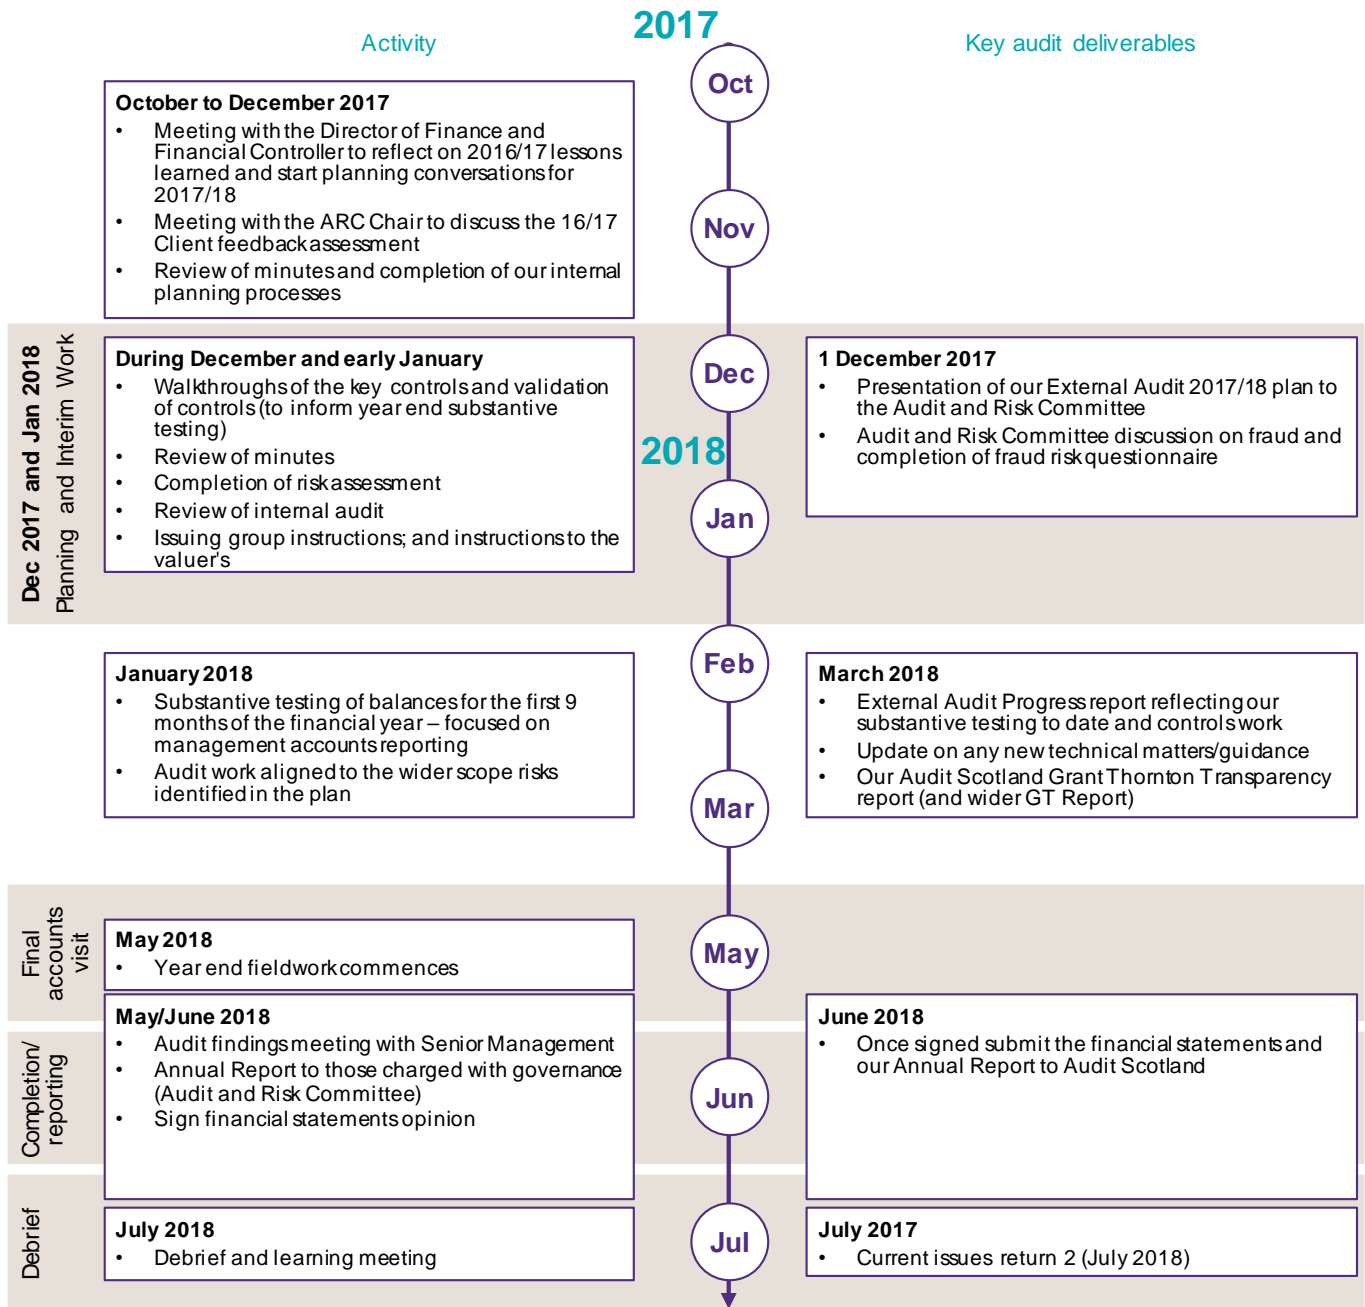 2017
Activity
Key audit deliverables
Oct
October to December 2017
• Meeting with the Director of Finance and
Financial Controller to reflect on 2016/17 lessons
learned and start planning conversations for
2017/18
• Meeting with the ARC Chair to discuss the 16/17
Client feedback assessment
• Review of minutes and completion of our internal
planning processes
Nov
Dec 2017 and Jan 2018
Planning and Interim Work
During December and early January
• Walkthroughs of the key controls and validation
of controls (to inform year end substantive
testing)
• Review of minutes
• Completion of risk assessment
• Review of internal audit
• Issuing group instructions; and instructions to the
valuer's
Dec
2018
Jan
1 December 2017
• Presentation of our External Audit 2017/18 plan to
the Audit and Risk Committee
• Audit and Risk Committee discussion on fraud and
completion of fraud risk questionnaire
January 2018
• Substantive testing of balances for the first 9
months of the financial year – focused on
management accounts reporting
• Audit work aligned to the wider scope risks
identified in the plan
Feb
Mar
March 2018
• External Audit Progress report reflecting our
substantive testing to date and controls work
• Update on any new technical matters/guidance
• Our Audit Scotland Grant Thornton Transparency
report (and wider GT Report)
Final
accounts
visit
May 2018
• Year end fieldwork commences
May
Completion/
reporting
May/June 2018
• Audit findings meeting with Senior Management
• Annual Report to those charged with governance
(Audit and Risk Committee)
• Sign financial statements opinion
Jun
June 2018
• Once signed submit the financial statements and
our Annual Report to Audit Scotland
Debrief
July 2018
• Debrief and learning meeting
Jul
July 2017
• Current issues return 2 (July 2018)